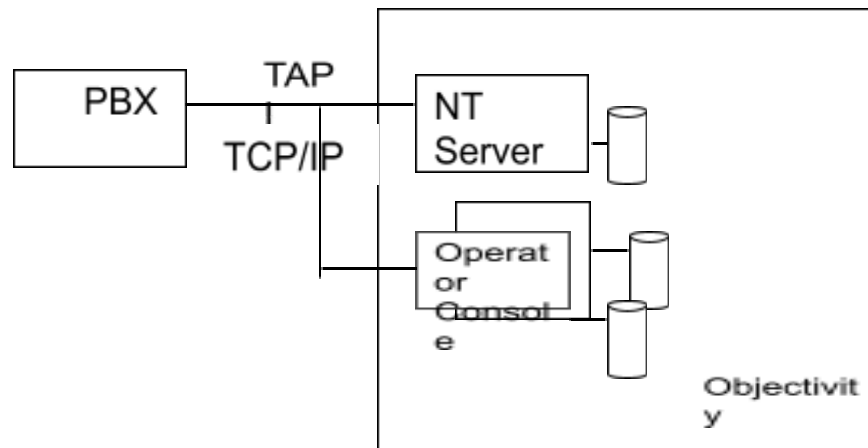 TAP
PBX
TCP/IP
NT
Server
Operat
or
Consol
e
Objectivit
y